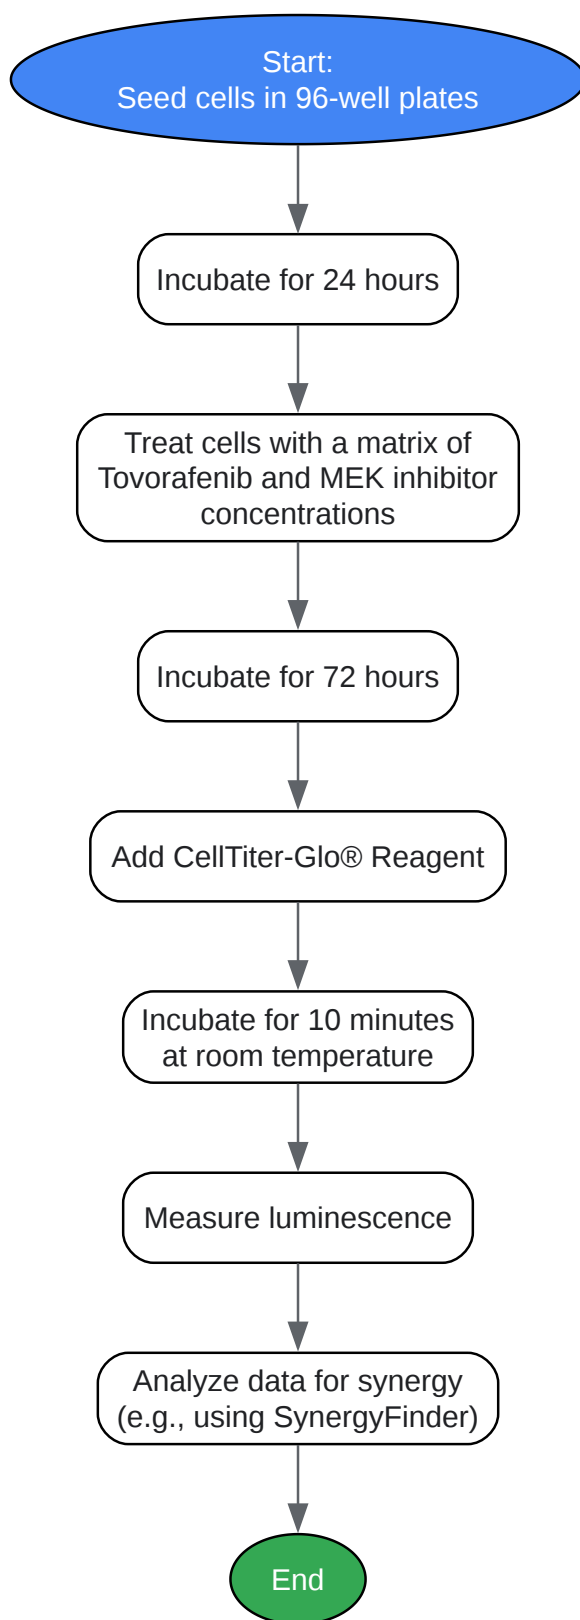 Start:
Seed cells in 96-well plates
Incubate for 24 hours
Treat cells with a matrix of
Tovorafenib and MEK inhibitor
concentrations
Incubate for 72 hours
Add CellTiter-Glo® Reagent
Incubate for 10 minutes
at room temperature
Measure luminescence
Analyze data for synergy
(e.g., using SynergyFinder)
End